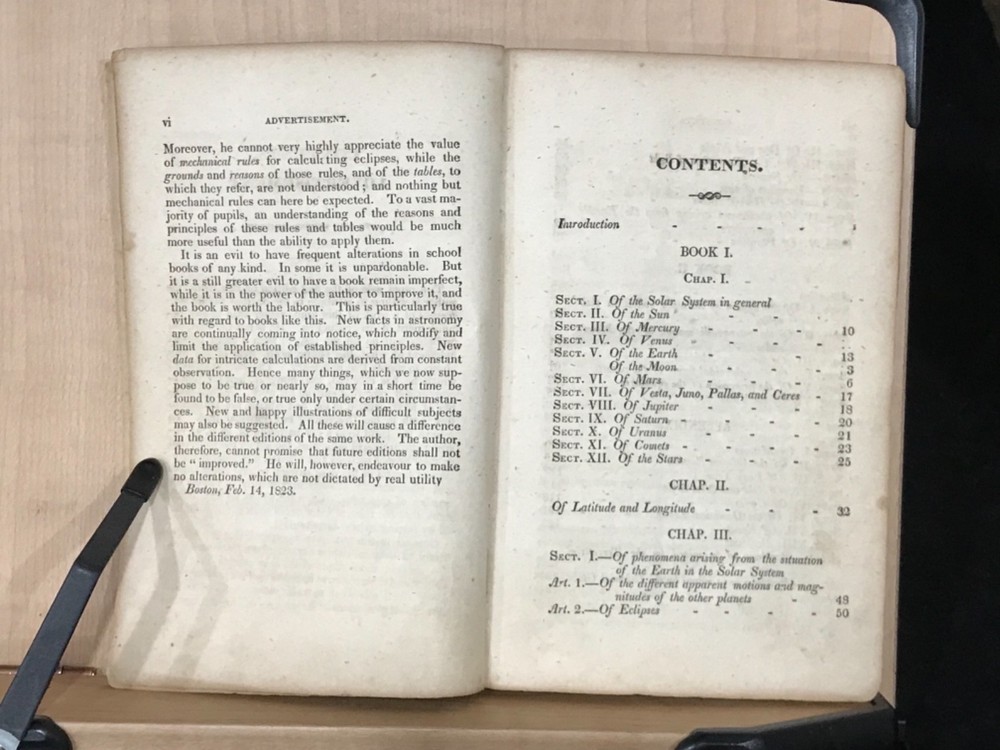 vi ADVERTISEMENT.
Moreover, he cannot very highly appreciate the value
of mechanical rules for calculating eclipses, while the
grounds and reasons of those rules, and of the tables, to
which they refer, are not understood; and nothing but
mechanical rules can here be expected. To a vast ma-
jority of pupils, an understanding of the reasons and
principles of these rules and tables would be much
more useful than the ability to apply them.
It is an evil to have frequent alterations in school
books of any kind. In some it is unpardonable. But
it is a still greater evil to have a book remain imperfect,
while it is in the power of the author to improve it, and
the book is worth the labour. This is particularly true
with regard to books like this. New facts in astronomy
are continually coming into notice, which modify and
limit the application of established principles. New
data for intricate calculations are derived from constant
observation. Hence many things, which we now sup-
pose to be true or nearly so, may in a short time be
found to be false, or true only under certain circumstan-
ces. New and happy illustrations of difficult subjects
may also be suggested. All these will cause a difference
in the different editions of the same work. The author,
therefore, cannot promise that future editions shall not
be "improved." He will, however, endeavour to make
no alterations, which are not dictated by real utility
Boston, Feb. 14, 1823.
CONTENTS.
Introduction - - - - 1
BOOK I.
CHAP. I.
SECT. I. Of the Solar System in general
SECT. II. Of the Sun - - -
SECT. III. Of Mercury - - - 10
SECT. IV. Of Venus - - - -
SECT. V. Of the Earth - - 13
Of the Moon - - - 3
SECT. VI. Of Mars - - - 6
SECT. VII. Of Vesta, Juno, Pallas, and Ceres - 17
SECT. VIII. Of Jupiter - - - 18
SECT. IX. Of Saturn - - - - 20
SECT. X. Of Uranus - - - 21
SECT. XI. Of Comets - - - - 23
SECT. XII. Of the Stars - - - 25
CHAP. II.
Of Latitude and Longitude - - - 32
CHAP. III.
SECT. I.—Of phenomena arising from the situation
of the Earth in the Solar System
Art. 1.—Of the different apparent motions and mag-
nitudes of the other planets - 48
Art. 2.—Of Eclipses - - - - 50